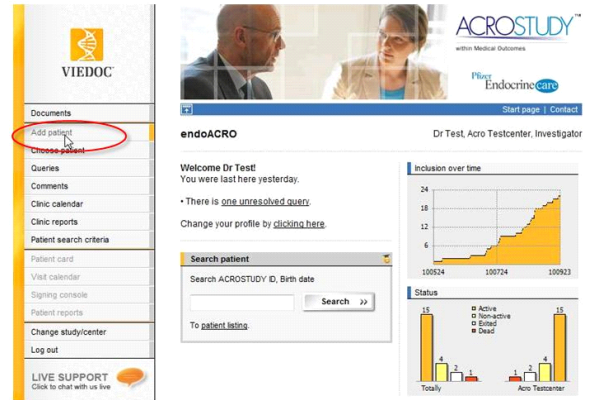 VIEDOC™
ACROSTUDY™
within Medical Outcomes
Pfizer
Endocrine care
Documents
Add patient
Choose patient
Queries
Comments
Clinic calendar
Clinic reports
Patient search criteria
Patient card
Visit calendar
Signing console
Patient reports
Change study/center
Log out
LIVE SUPPORT
Click to chat with us live
Start page | Contact
endoACRO
Dr Test, Acro Testcenter, Investigator
Welcome Dr Test!
You were last here yesterday.
• There is one unresolved query.
Change your profile by clicking here.
Search patient
Search ACROSTUDY ID, Birth date
Search >>
To patient listing.
Inclusion over time
24
18
12
6
100524 100724 100923
Status
15 4 2 1
Active
Non-active
Exited
Dead
1 2 4 15
Totally
Acro Testcenter